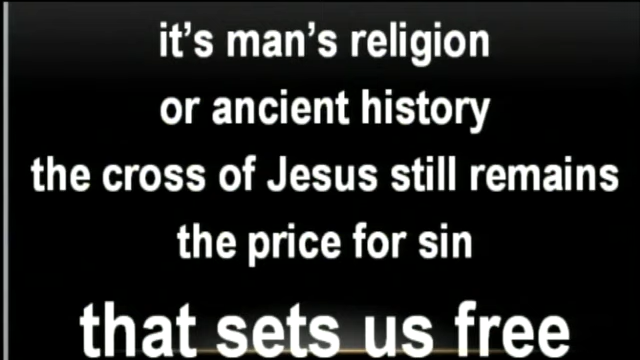 it’s man’s religion
or ancient history
the cross of Jesus still remains
the price for sin
that sets us free